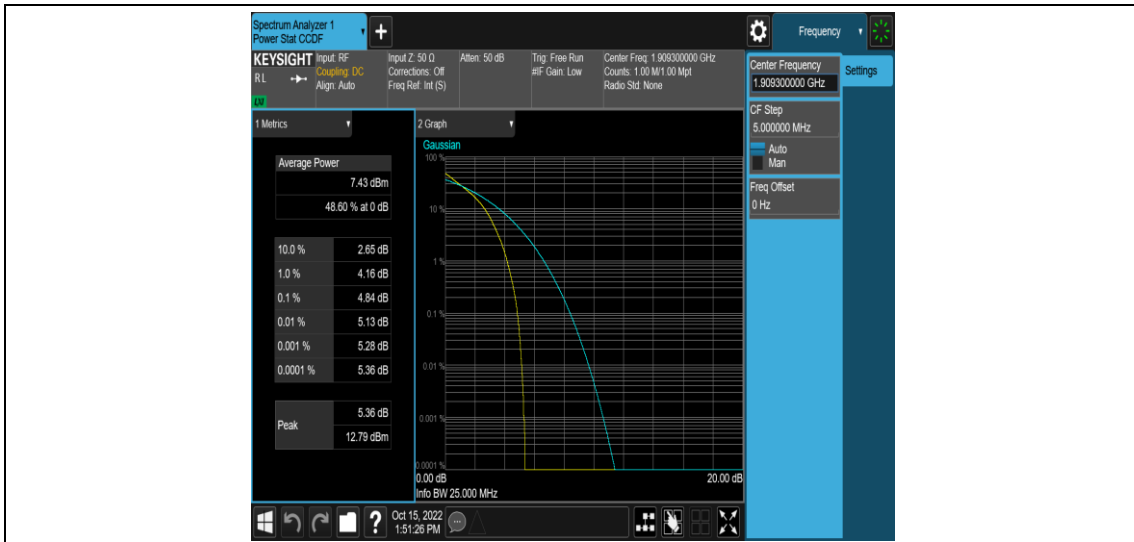 Spectrum Analyzer 1
Power Stat CCDF
+
Frequency
KEYSIGHT
RL
LXI
Input: RF
Coupling: DC
Align: Auto
Input Z: 50 Ω
Corrections: Off
Freq Ref: Int (S)
Atten: 50 dB
Trig: Free Run
#IF Gain: Low
Center Freq: 1.909300000 GHz
Counts: 1.00 M/1.00 Mpt
Radio Std: None
Center Frequency
1.909300000 GHz
Settings
CF Step
5.000000 MHz
Auto
Man
Freq Offset
0 Hz
1 Metrics
Average Power
7.43 dBm
48.60 % at 0 dB
10.0 % 2.65 dB
1.0 % 4.16 dB
0.1 % 4.84 dB
0.01 % 5.13 dB
0.001 % 5.28 dB
0.0001 % 5.36 dB
Peak
5.36 dB
12.79 dBm
2 Graph
Gaussian
100 %
10 %
1 %
0.1 %
0.01 %
0.001 %
0.0001 %
0.00 dB 20.00 dB
Info BW 25.000 MHz
?
Oct 15, 2022
1:51:26 PM